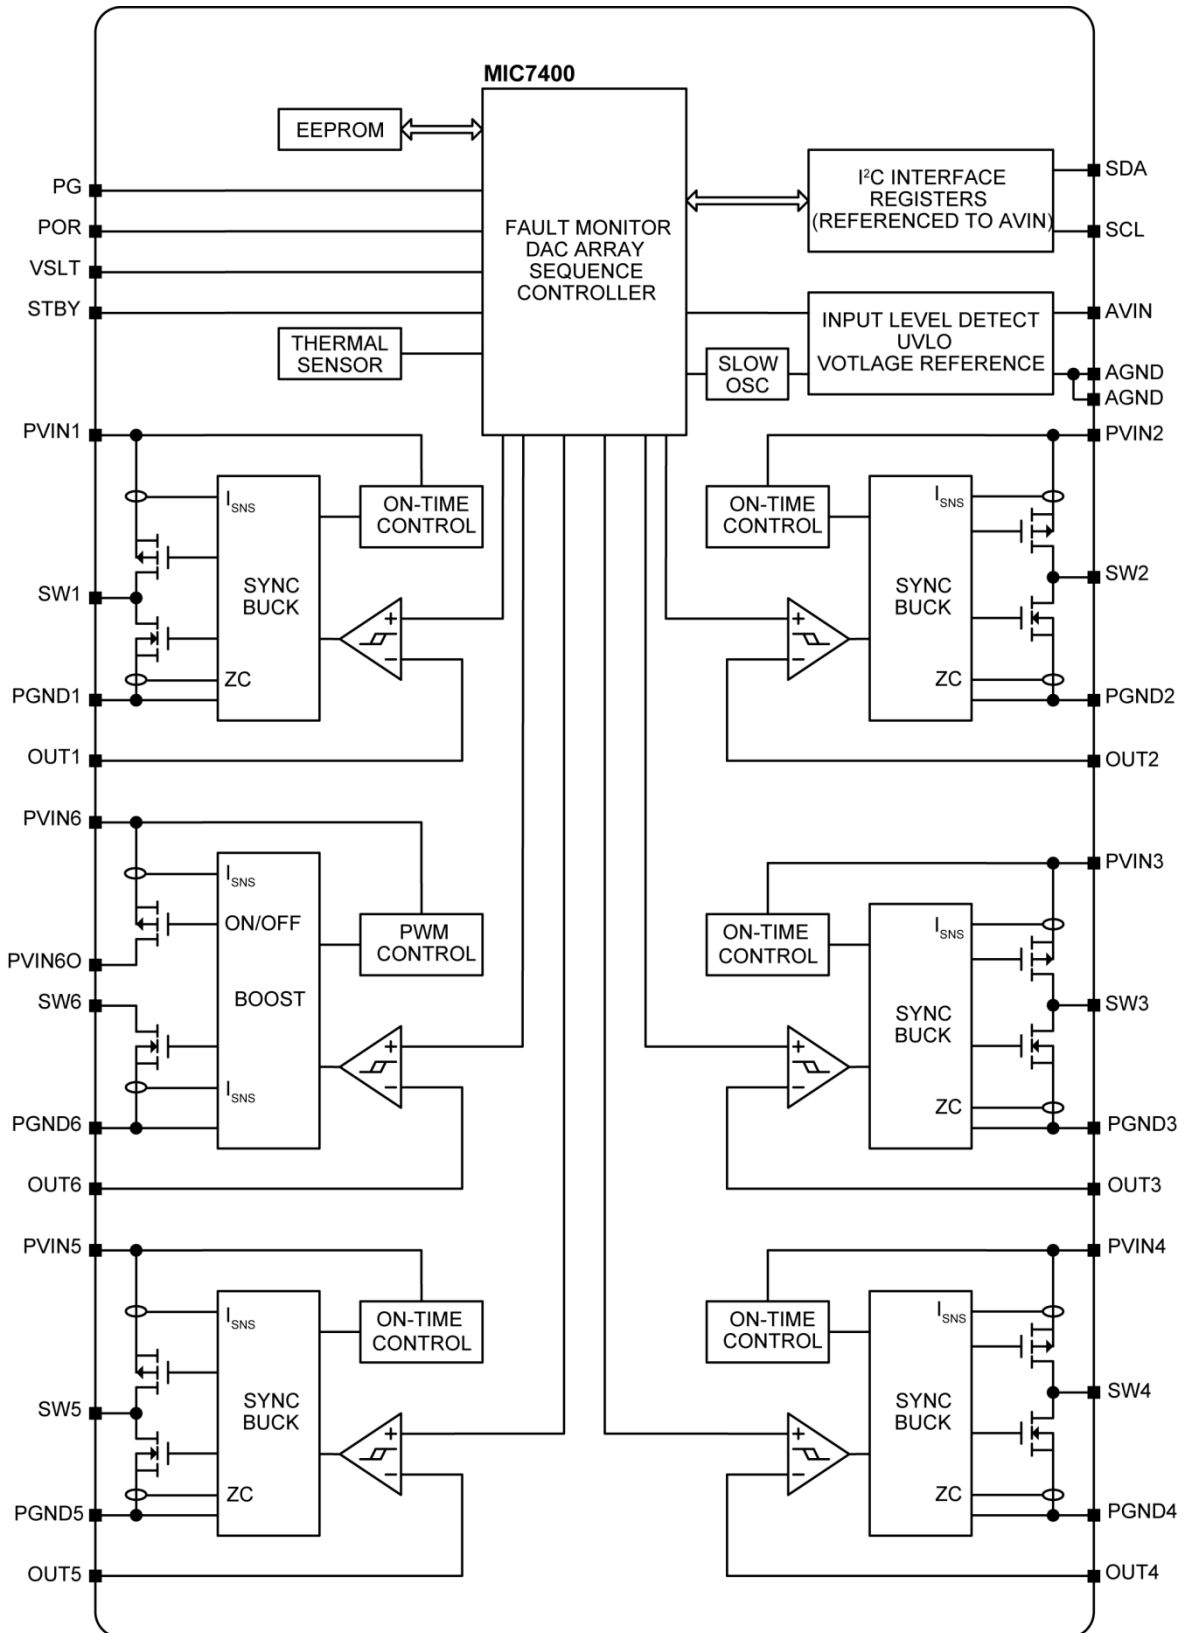 MIC7400
EEPROM
FAULT MONITOR
DAC ARRAY
SEQUENCE
CONTROLLER
I²C INTERFACE
REGISTERS
(REFERENCED TO AVIN)
SDA
SCL
PG
POR
VSLT
STBY
THERMAL
SENSOR
SLOW
OSC
INPUT LEVEL DETECT
UVLO
VOTLAGE REFERENCE
AVIN
AGND
AGND
PVIN1
ISNS
ON-TIME
CONTROL
SW1
SYNC
BUCK
+
−
ZC
PGND1
OUT1
PVIN2
ON-TIME
CONTROL
ISNS
SW2
SYNC
BUCK
+
−
ZC
PGND2
OUT2
PVIN6
ISNS
ON/OFF
PWM
CONTROL
PVIN6O
SW6
BOOST
+
−
ISNS
PGND6
OUT6
PVIN3
ON-TIME
CONTROL
ISNS
SW3
SYNC
BUCK
+
−
ZC
PGND3
OUT3
PVIN5
ISNS
ON-TIME
CONTROL
SW5
SYNC
BUCK
+
−
ZC
PGND5
OUT5
PVIN4
ON-TIME
CONTROL
ISNS
SW4
SYNC
BUCK
+
−
ZC
PGND4
OUT4